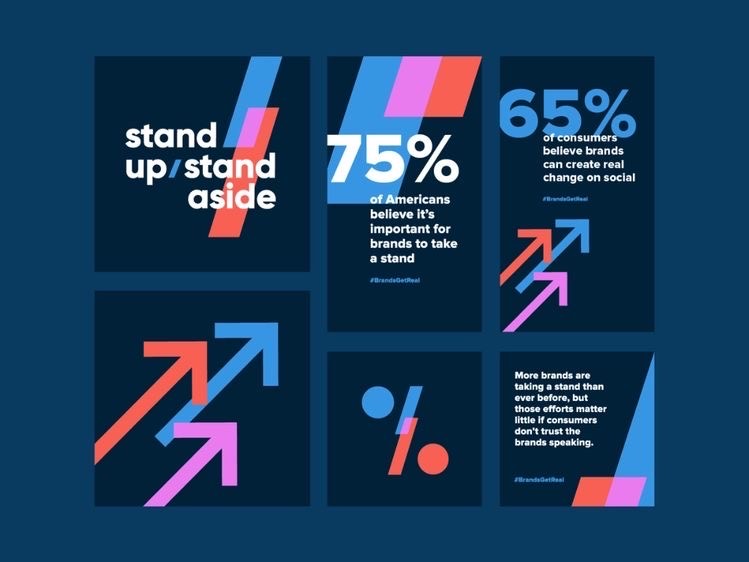 stand
up/stand
aside
75%
of Americans
believe it's
important for
brands to take
a stand
#BrandsGetReal
65%
of consumers
believe brands
can create real
change on social
#BrandsGetReal
%
More brands are
taking a stand than
ever before, but
those efforts matter
little if consumers
don't trust the
brands speaking.
#BrandsGetReal